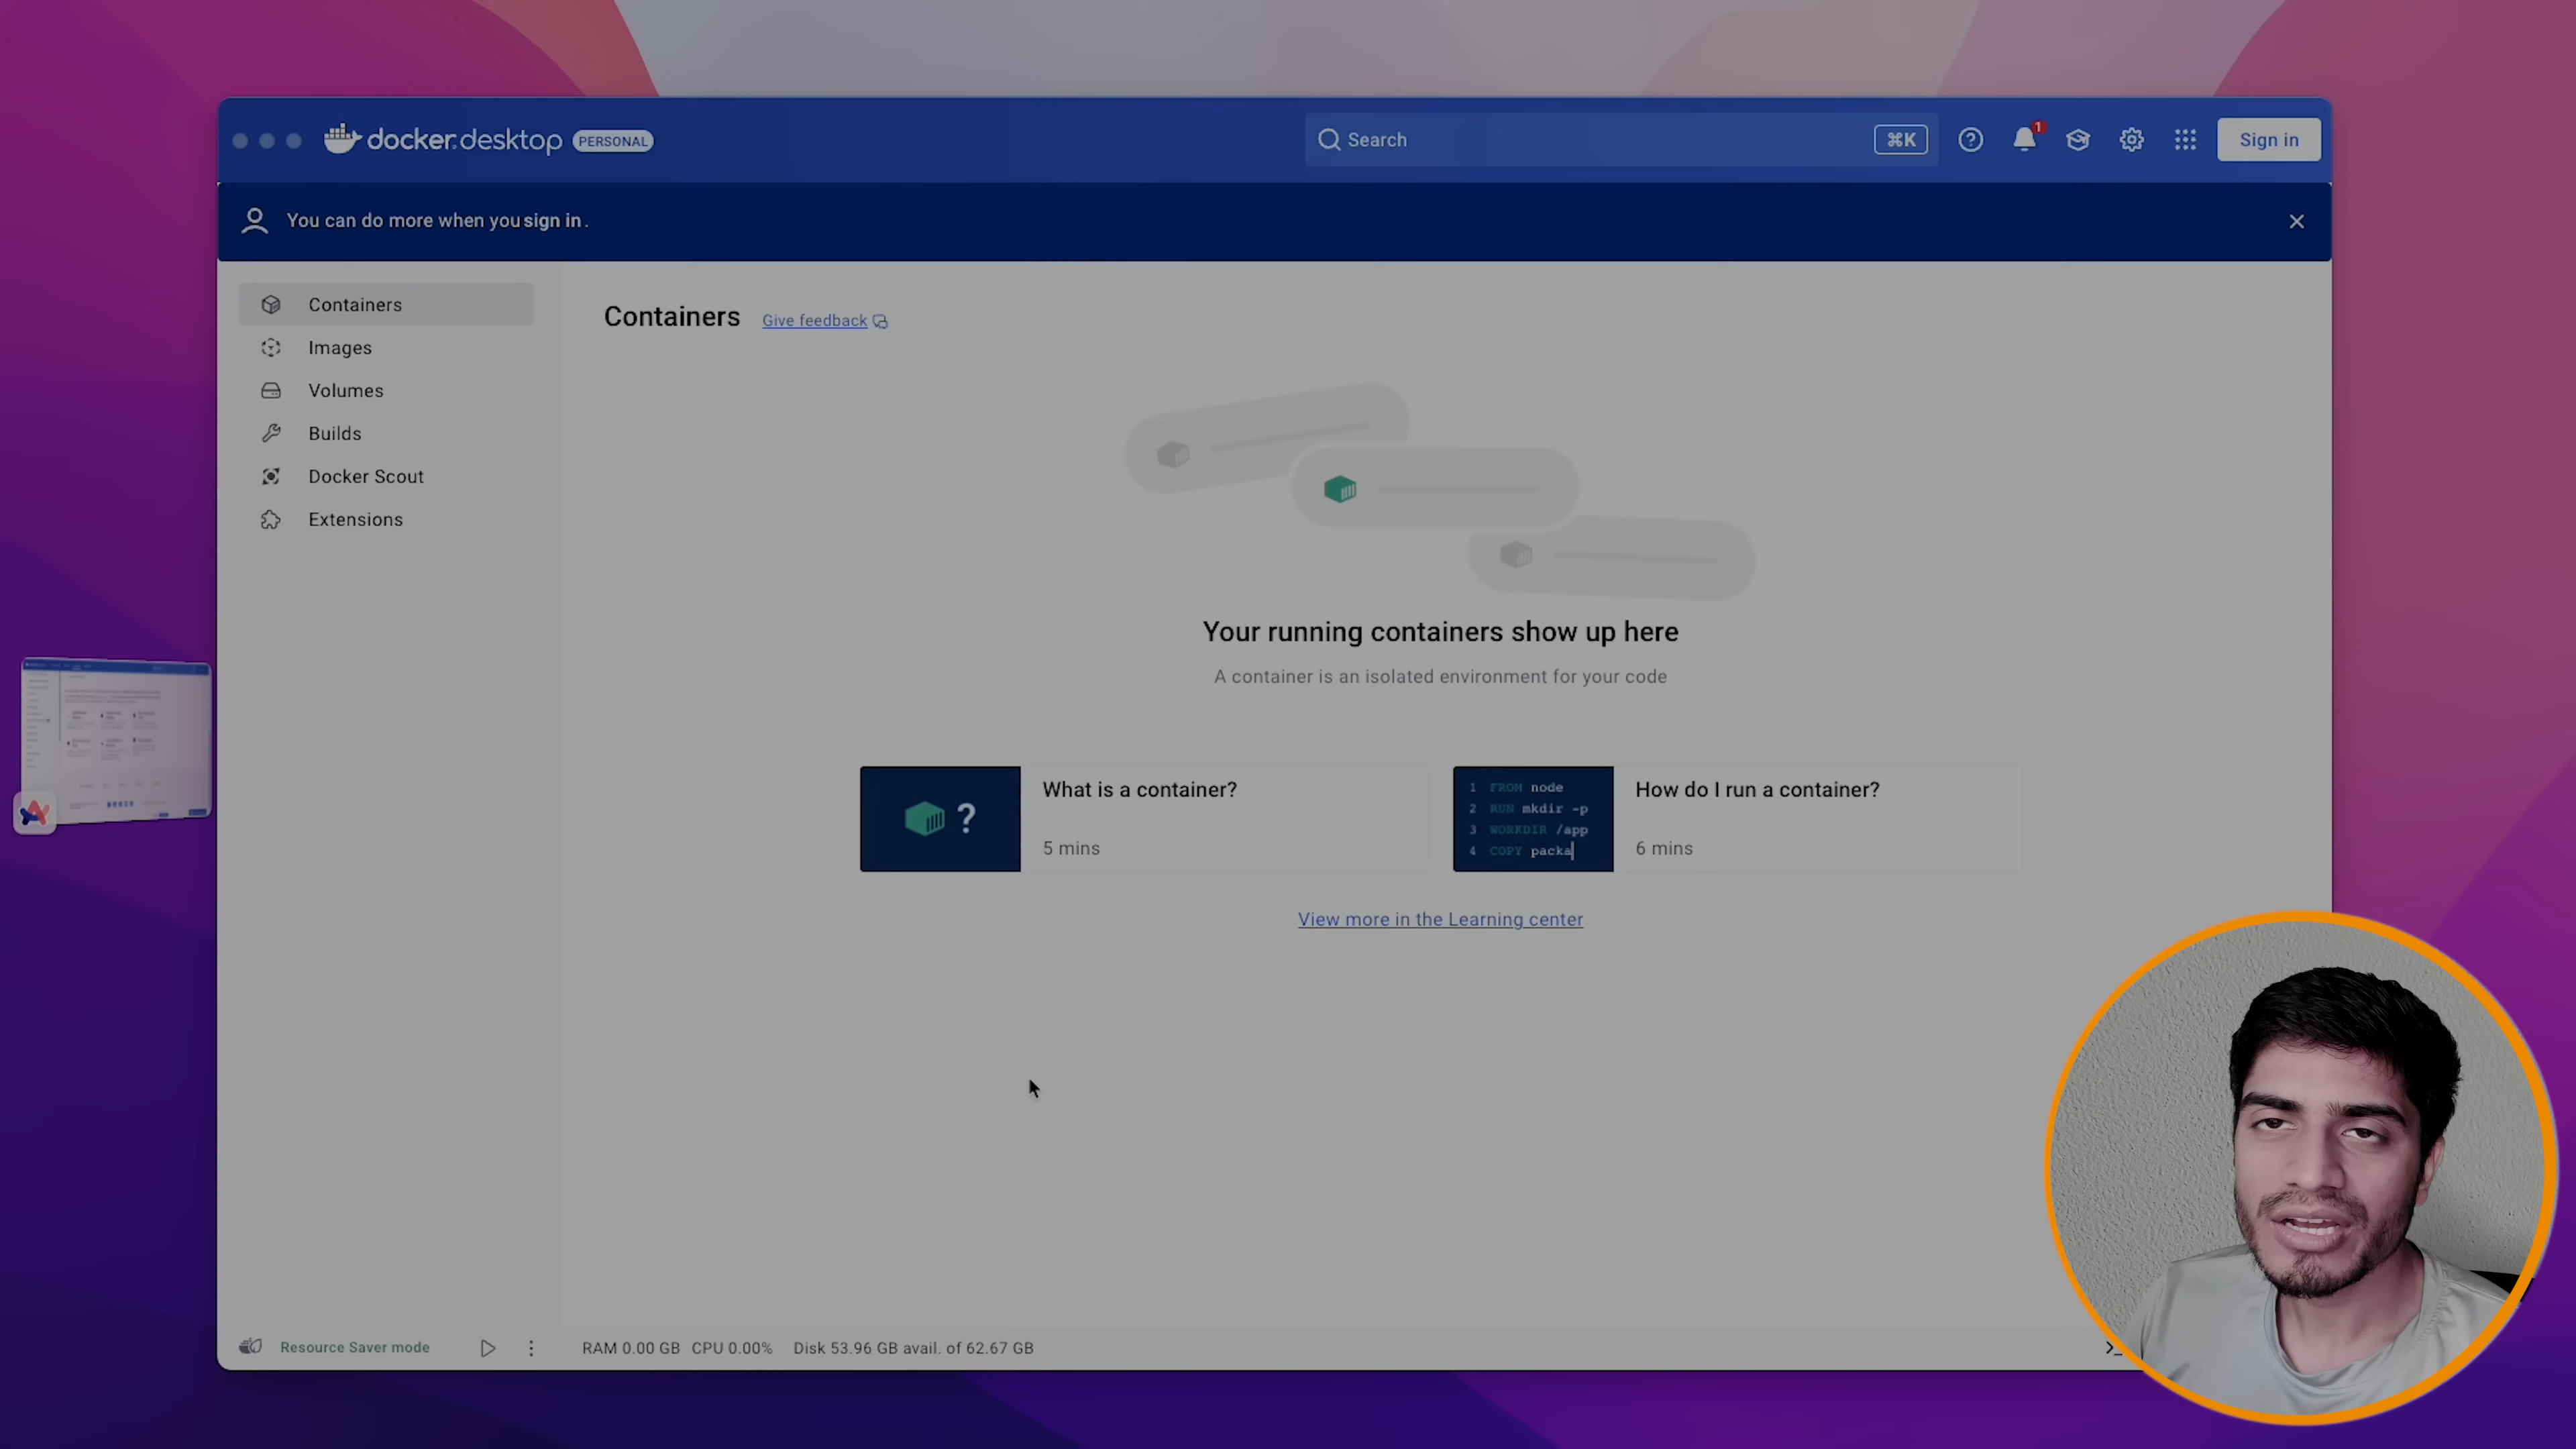 docker desktop PERSONAL
Search
⌘K
1
Sign in
You can do more when you sign in.
Containers
Images
Volumes
Builds
Docker Scout
Extensions
Containers
Give feedback
Your running containers show up here
A container is an isolated environment for your code
?
What is a container?
5 mins
1 FROM node
2 RUN mkdir -p
3 WORKDIR /app
4 COPY packa
How do I run a container?
6 mins
View more in the Learning center
Resource Saver mode
RAM 0.00 GB CPU 0.00% Disk 53.96 GB avail. of 62.67 GB